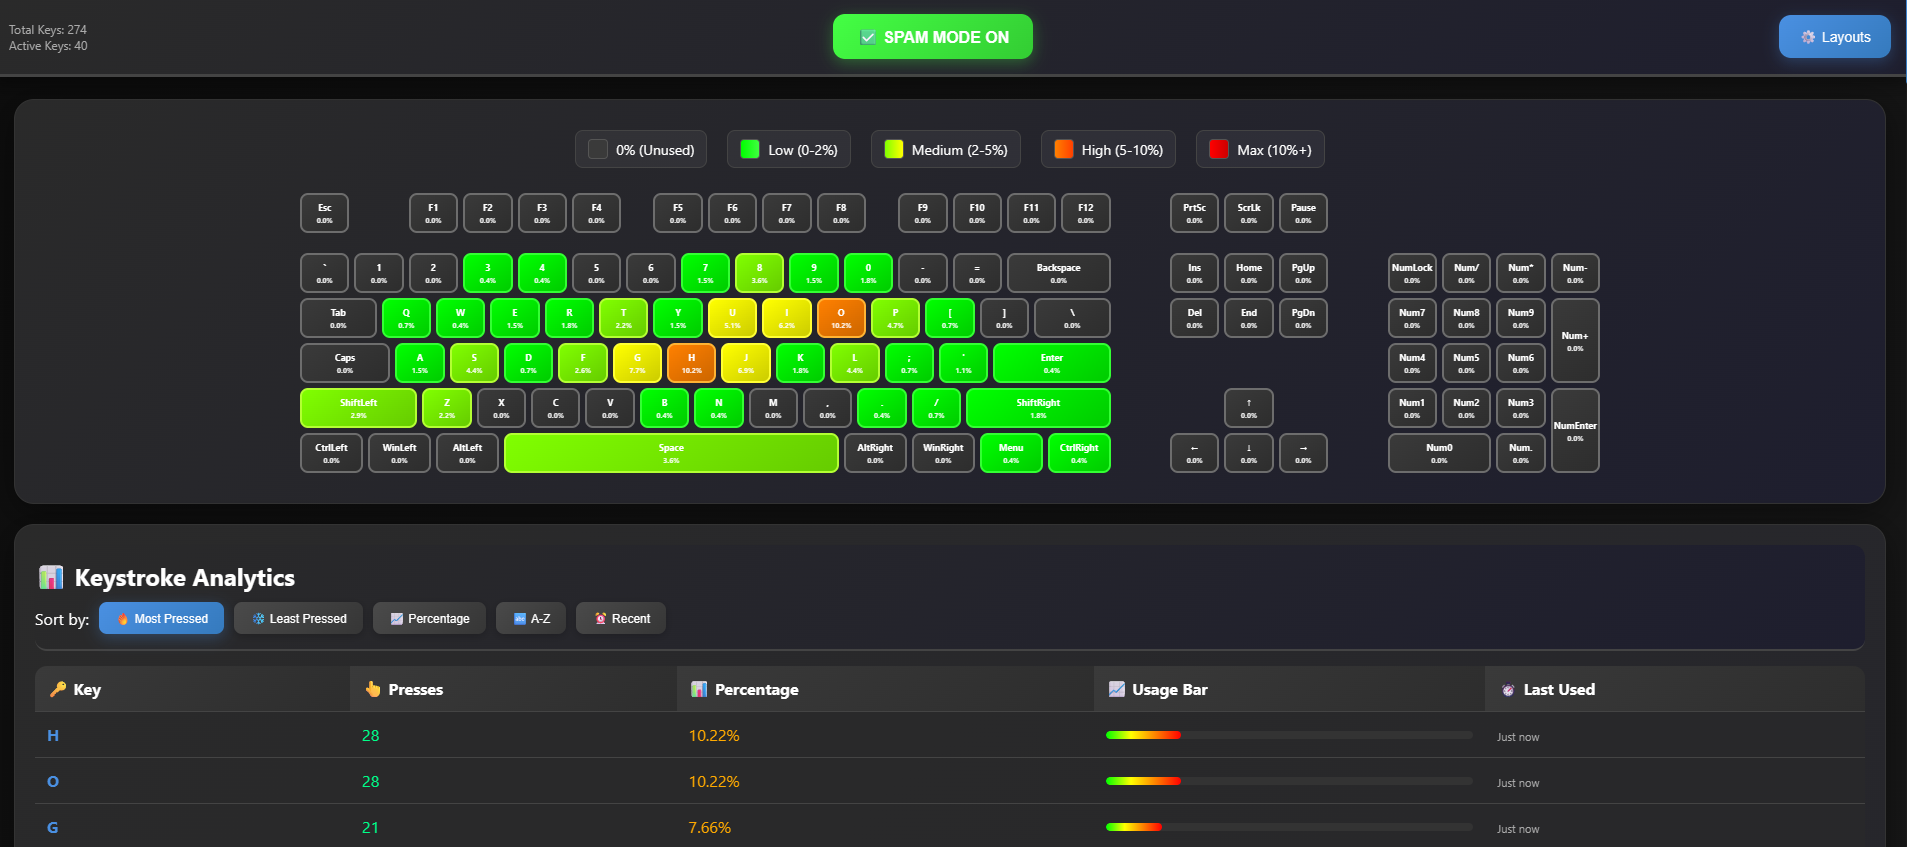 Total Keys: 274
Active Keys: 40
SPAM MODE ON
Layouts
0% (Unused) Low (0-2%) Medium (2-5%) High (5-10%) Max (10%+)
Esc F1 F2 F3 F4 F5 F6 F7 F8 F9 F10 F11 F12 PrtSc ScrLk Pause
0.0% 0.0% 0.0% 0.0% 0.0% 0.0% 0.0% 0.0% 0.0% 0.0% 0.0% 0.0% 0.0% 0.0% 0.0% 0.0%
` 1 2 3 4 5 6 7 8 9 0 - = Backspace Ins Home PgUp NumLock Num/ Num* Num-
0.0% 0.0% 0.0% 0.4% 0.4% 0.0% 0.0% 1.5% 3.6% 1.5% 1.8% 0.0% 0.0% 0.0% 0.0% 0.0% 0.0% 0.0% 0.0% 0.0% 0.0%
Tab Q W E R T Y U I O P [ ] \ Del End PgDn Num7 Num8 Num9
0.0% 0.7% 0.4% 1.5% 1.8% 2.2% 1.5% 5.1% 6.2% 10.2% 4.7% 0.7% 0.0% 0.0% 0.0% 0.0% 0.0% 0.0% 0.0% 0.0%
Num+
0.0%
Caps A S D F G H J K L ; ' Enter Num4 Num5 Num6
0.0% 1.5% 4.4% 0.7% 2.6% 7.7% 10.2% 6.9% 1.8% 4.4% 0.7% 1.1% 0.4% 0.0% 0.0% 0.0%
ShiftLeft Z X C V B N M , . / ShiftRight ↑ Num1 Num2 Num3
2.9% 2.2% 0.0% 0.0% 0.0% 0.4% 0.4% 0.0% 0.0% 0.4% 0.7% 1.8% 0.0% 0.0% 0.0% 0.0%
NumEnter
0.0%
CtrlLeft WinLeft AltLeft Space AltRight WinRight Menu CtrlRight ← ↓ → Num0 Num.
0.0% 0.0% 0.0% 3.6% 0.0% 0.0% 0.4% 0.4% 0.0% 0.0% 0.0% 0.0% 0.0%
Keystroke Analytics
Sort by: Most Pressed Least Pressed Percentage A-Z Recent
Key Presses Percentage Usage Bar Last Used
H 28 10.22% Just now
O 28 10.22% Just now
G 21 7.66% Just now